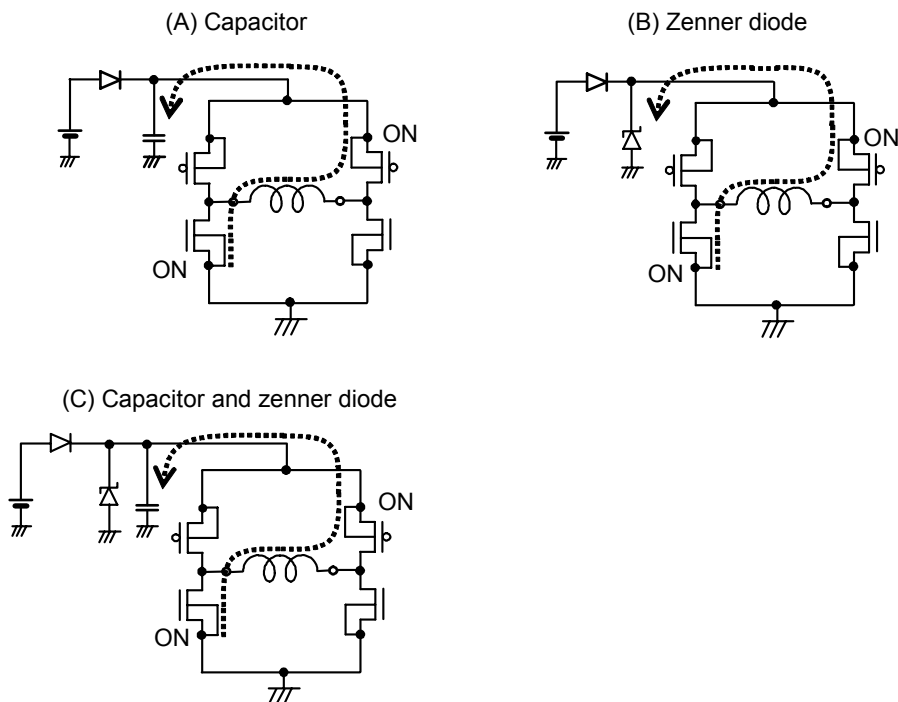 (A) Capacitor
(B) Zenner diode
ON
ON
ON
ON
(C) Capacitor and zenner diode
ON
ON